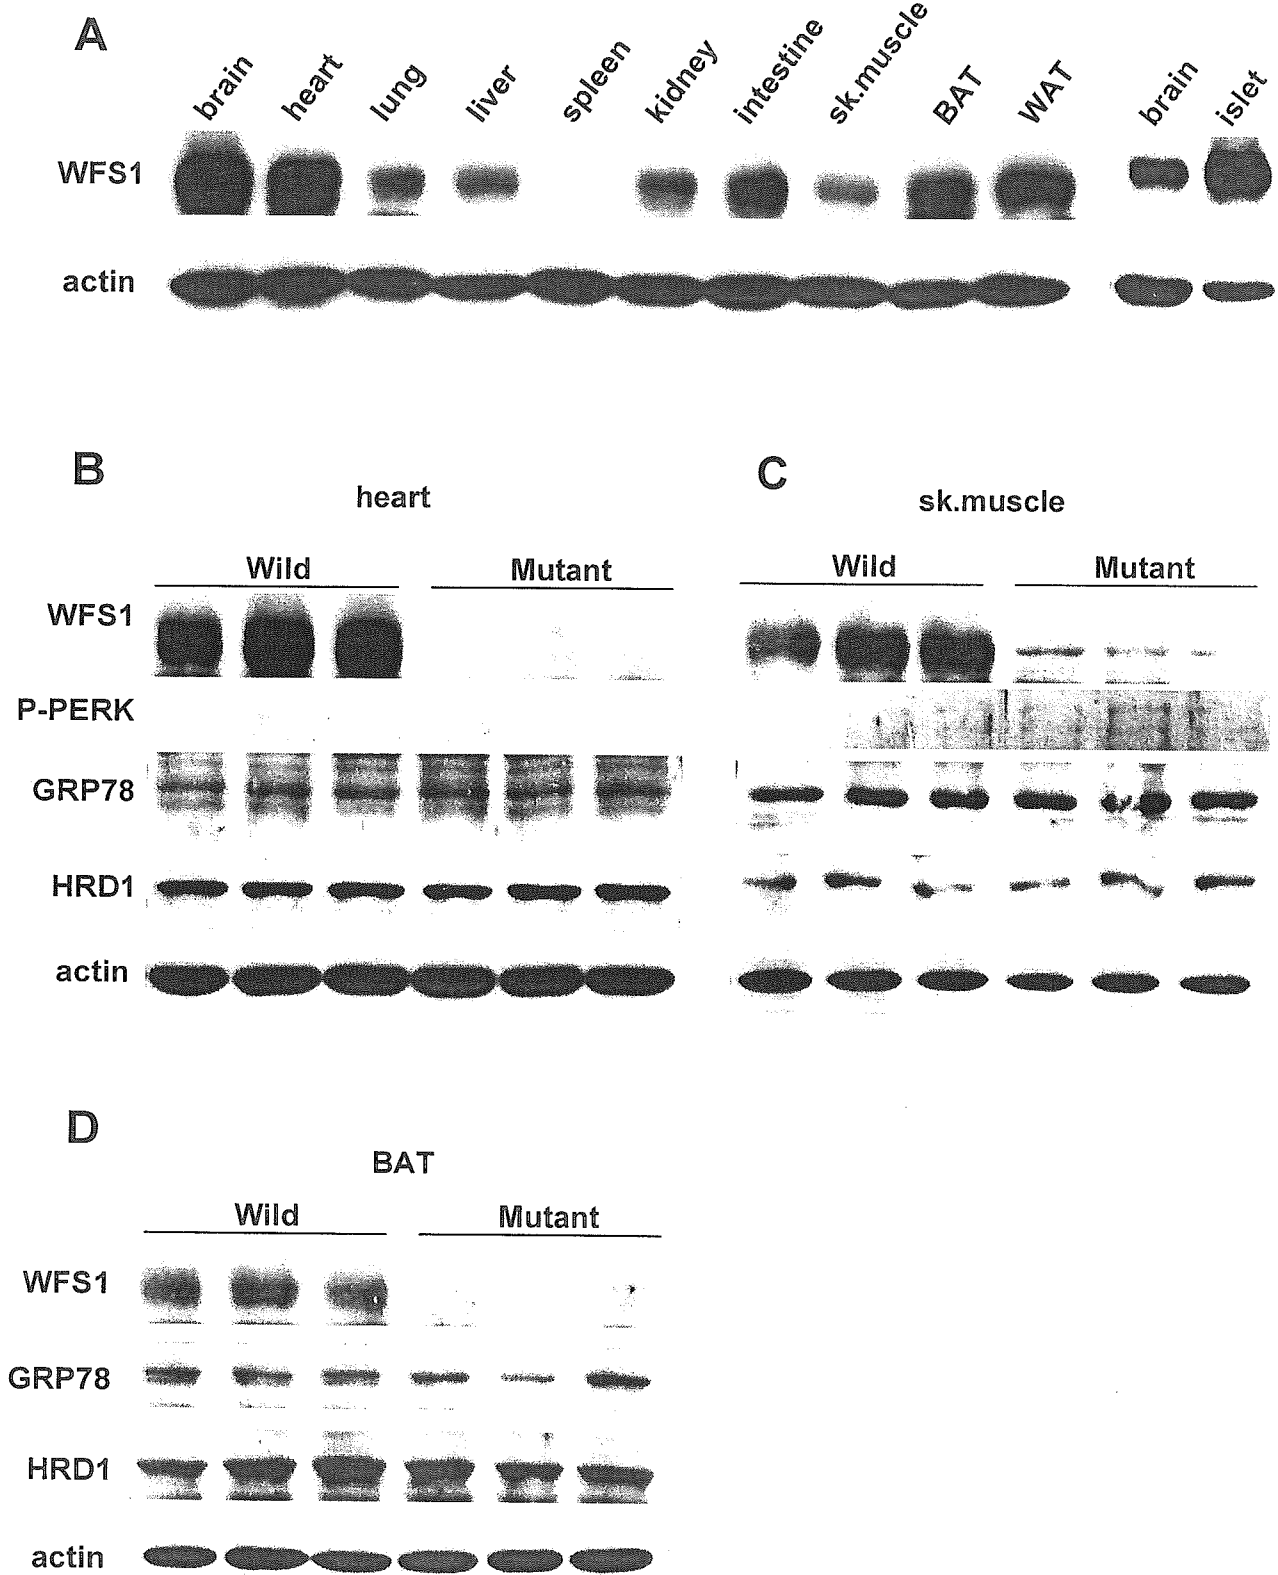 A
brain heart lung liver spleen kidney intestine sk.muscle BAT WAT brain islet
WFS1
actin
B
heart
Wild Mutant
WFS1
P-PERK
GRP78
HRD1
actin
C
sk.muscle
Wild Mutant
D
BAT
Wild Mutant
WFS1
GRP78
HRD1
actin